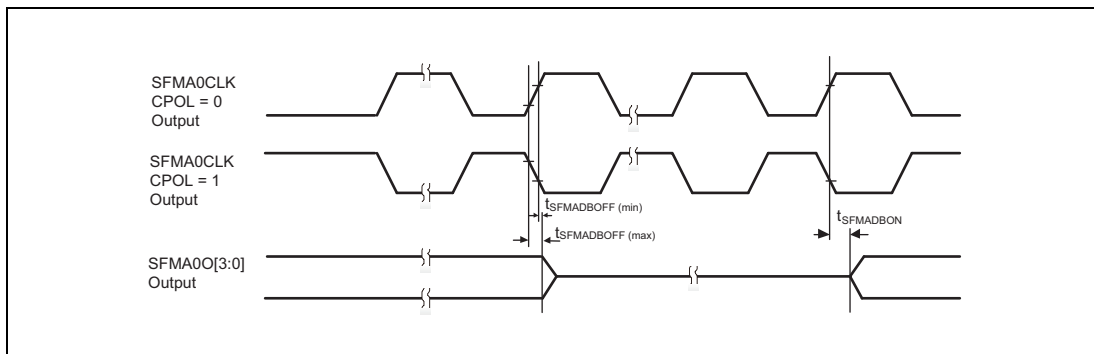 SFMA0CLK
CPOL = 0
Output
SFMA0CLK
CPOL = 1
Output
tSFMADBOFF (min)
tSFMADBON
tSFMADBOFF (max)
SFMA0O[3:0]
Output